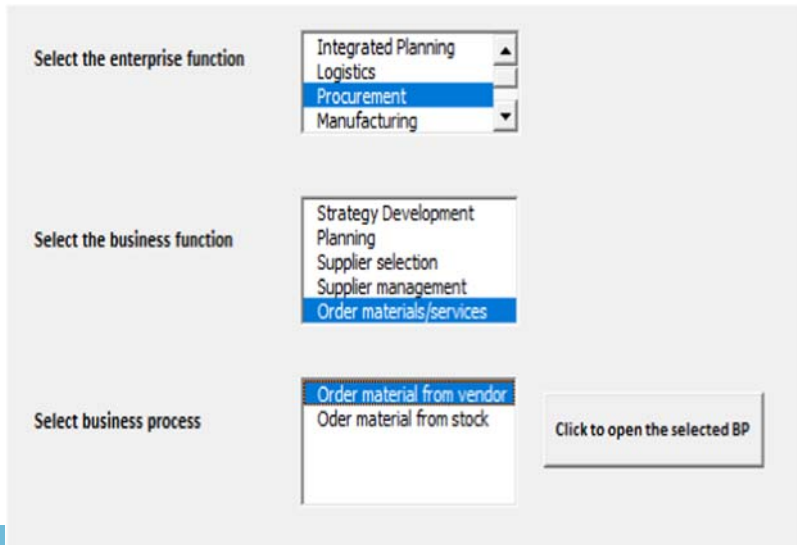 Select the enterprise function
Integrated Planning
Logistics
Procurement
Manufacturing
Select the business function
Strategy Development
Planning
Supplier selection
Supplier management
Order materials/services
Select business process
Order material from vendor
Oder material from stock
Click to open the selected BP